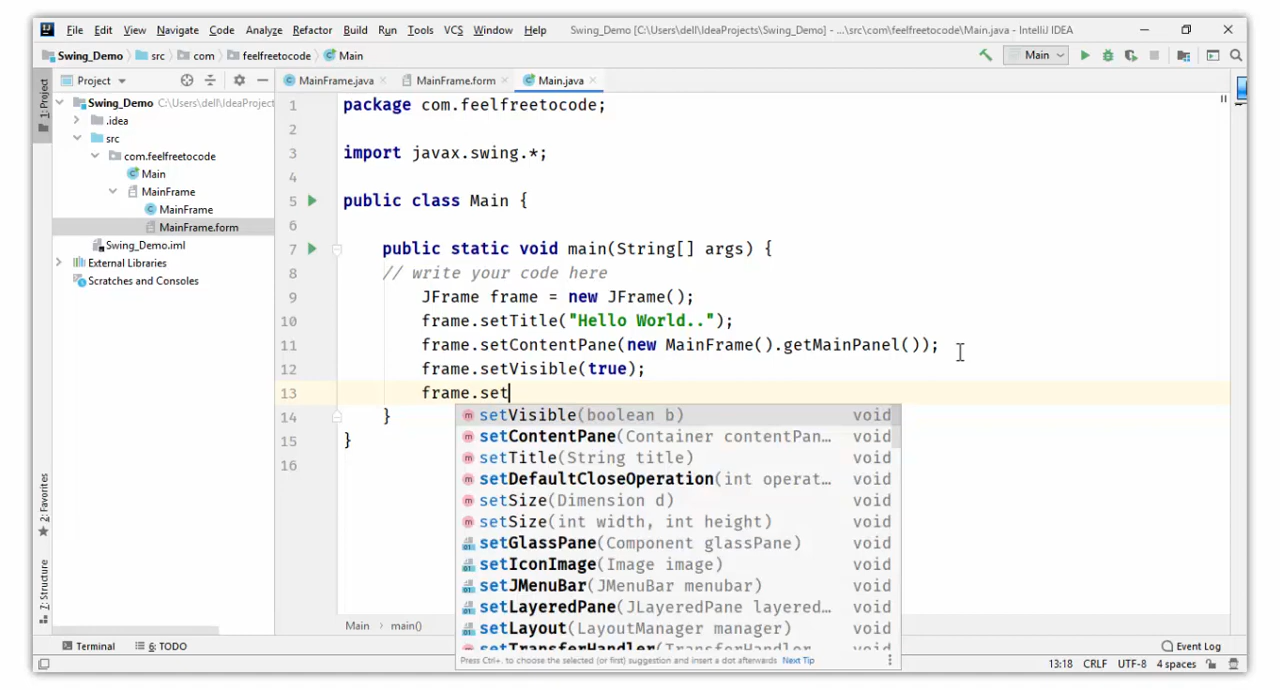 File Edit View Navigate Code Analyze Refactor Build Run Tools VCS Window Help Swing_Demo [C:\Users\dell\IdeaProjects\Swing_Demo] - ...\src\com\feelfreetocode\Main.java - IntelliJ IDEA
Swing_Demo src com feelfreetocode Main Main
1: Project
Project
MainFrame.java MainFrame.form Main.java
Swing_Demo C:\Users\dell\IdeaProject
.idea
src
com.feelfreetocode
Main
MainFrame
MainFrame
MainFrame.form
Swing_Demo.iml
External Libraries
Scratches and Consoles
1 package com.feelfreetocode;
2
3 import javax.swing.*;
4
5 public class Main {
6
7 public static void main(String[] args) {
8 // write your code here
9 JFrame frame = new JFrame();
10 frame.setTitle("Hello World..");
11 frame.setContentPane(new MainFrame().getMainPanel());
12 frame.setVisible(true);
13 frame.set
14 }
15 }
16
setVisible(boolean b) void
setContentPane(Container contentPan... void
setTitle(String title) void
setDefaultCloseOperation(int operat... void
setSize(Dimension d) void
setSize(int width, int height) void
setGlassPane(Component glassPane) void
setIconImage(Image image) void
setJMenuBar(JMenuBar menubar) void
setLayeredPane(JLayeredPane layered... void
setLayout(LayoutManager manager) void
setTransferHandler(TransferHandler void
Press Ctrl+. to choose the selected (or first) suggestion and insert a dot afterwards Next Tip
2: Favorites
Z: Structure
Main main()
Terminal 6: TODO Event Log
13:18 CRLF UTF-8 4 spaces